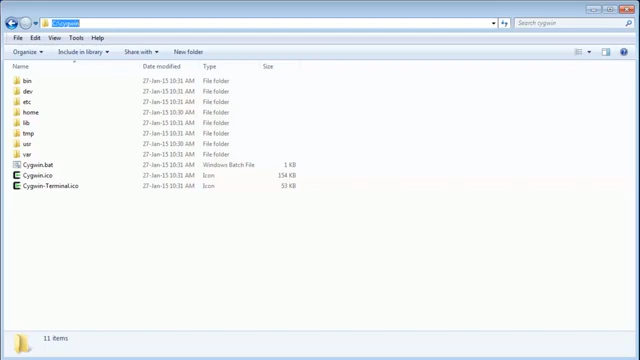 C:\cygwin
Search cygwin
File Edit View Tools Help
Organize Include in library Share with New folder
Name Date modified Type Size
bin 27-Jan-15 10:31 AM File folder
dev 27-Jan-15 10:31 AM File folder
etc 27-Jan-15 10:31 AM File folder
home 27-Jan-15 10:30 AM File folder
lib 27-Jan-15 10:31 AM File folder
tmp 27-Jan-15 10:31 AM File folder
usr 27-Jan-15 10:30 AM File folder
var 27-Jan-15 10:31 AM File folder
Cygwin.bat 27-Jan-15 10:31 AM Windows Batch File 1 KB
Cygwin.ico 27-Jan-15 10:31 AM Icon 154 KB
Cygwin-Terminal.ico 27-Jan-15 10:31 AM Icon 53 KB
11 items